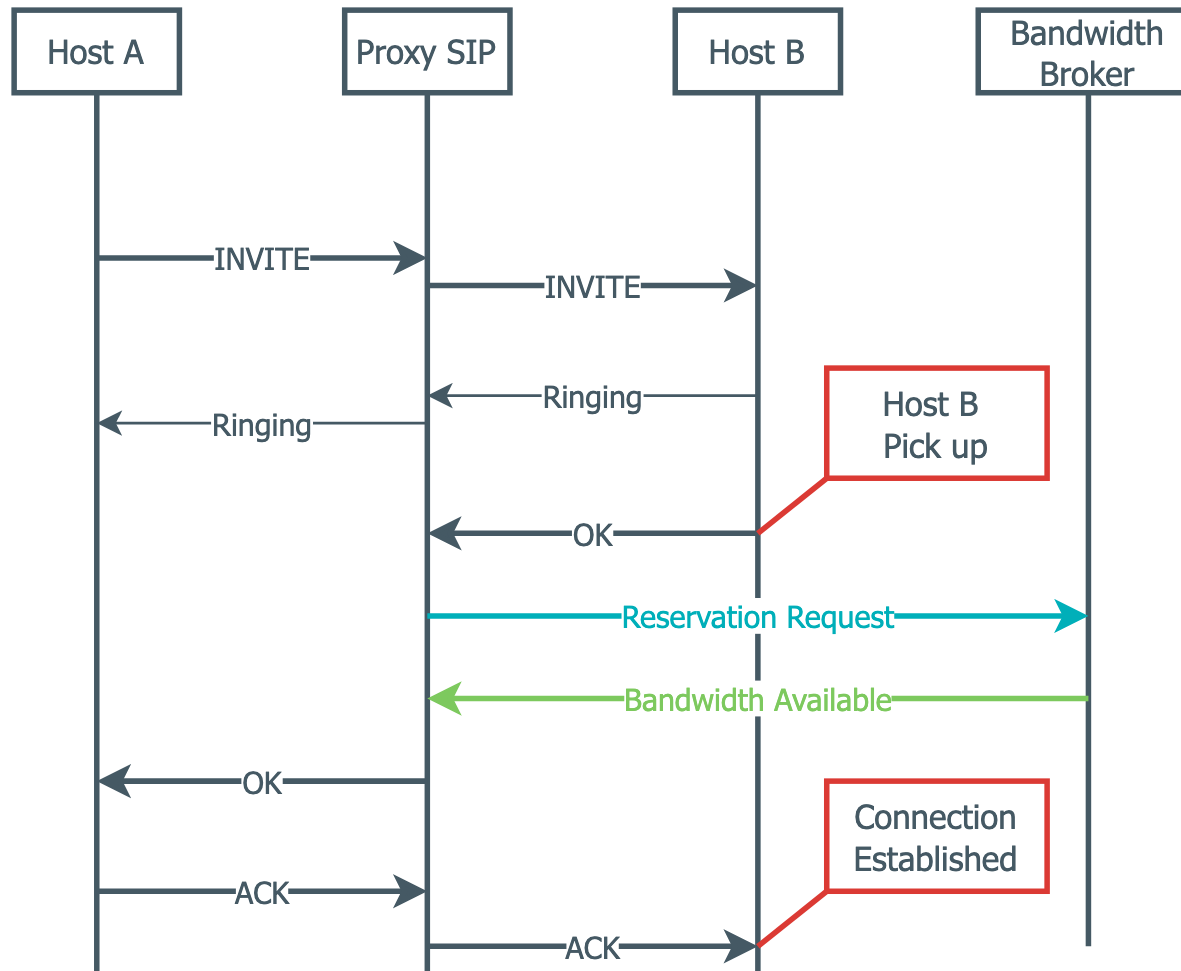 Host A
Proxy SIP
Host B
Bandwidth
Broker
INVITE
INVITE
Ringing
Ringing
Host B
Pick up
OK
Reservation Request
Bandwidth Available
OK
Connection
Established
ACK
ACK